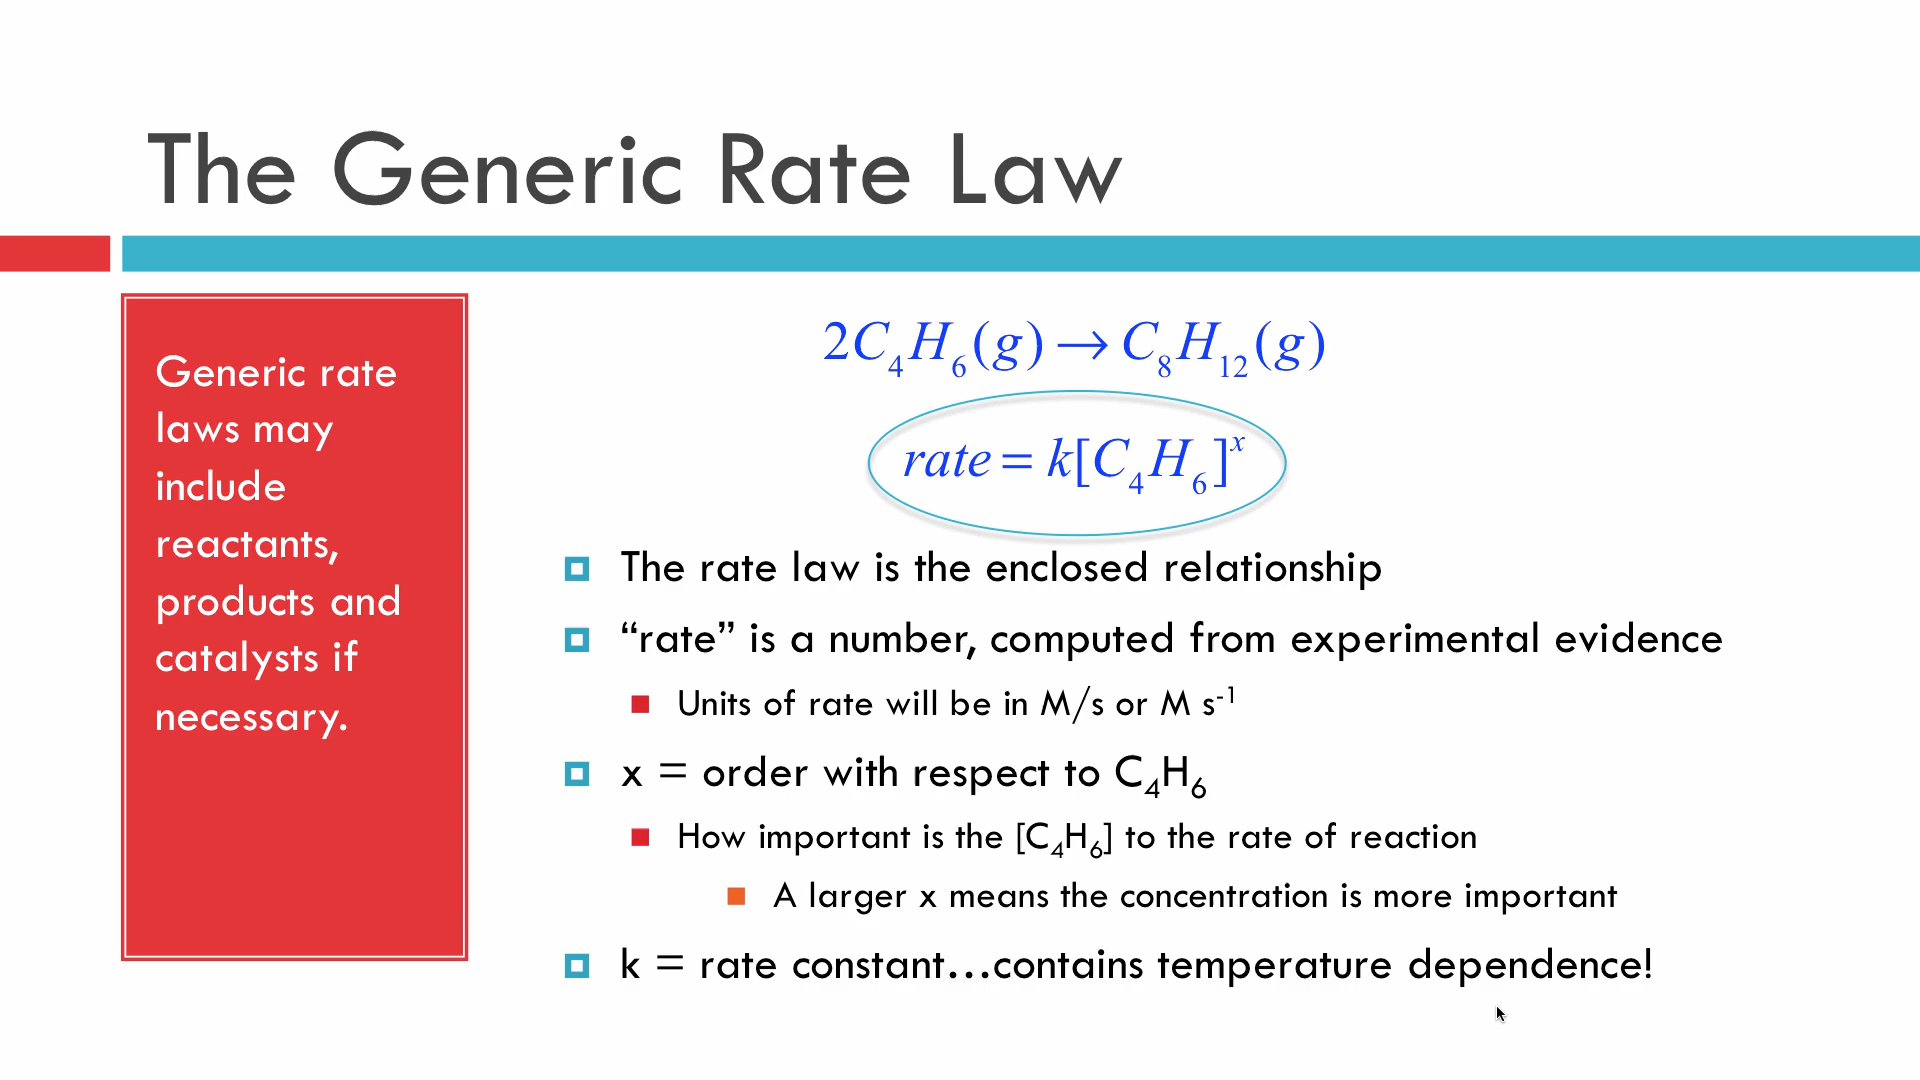 The Generic Rate Law
Generic rate
laws may
include
reactants,
products and
catalysts if
necessary.
2C₄H₆(g) → C₈H₁₂(g)
rate = k[C₄H₆]ˣ
The rate law is the enclosed relationship
“rate” is a number, computed from experimental evidence
Units of rate will be in M/s or M s⁻¹
x = order with respect to C₄H₆
How important is the [C₄H₆] to the rate of reaction
A larger x means the concentration is more important
k = rate constant…contains temperature dependence!